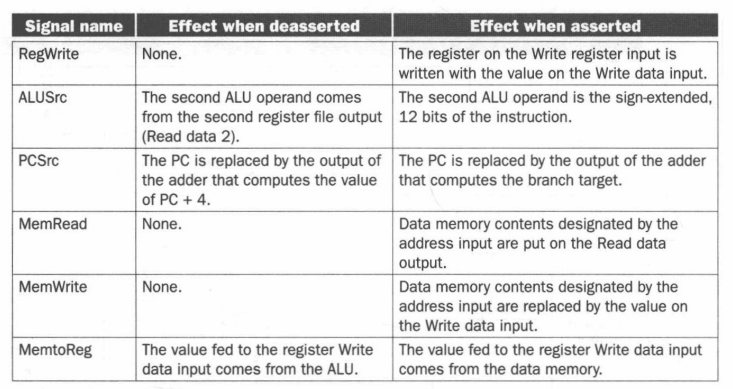 Signal name Effect when deasserted Effect when asserted
RegWrite None. The register on the Write register input is
written with the value on the Write data input.
ALUSrc The second ALU operand comes The second ALU operand is the sign-extended,
from the second register file output 12 bits of the instruction.
(Read data 2).
PCSrc The PC is replaced by the output of The PC is replaced by the output of the adder
the adder that computes the value that computes the branch target.
of PC + 4.
MemRead None. Data memory contents designated by the
address input are put on the Read data
output.
MemWrite None. Data memory contents designated by the
address input are replaced by the value on
the Write data input.
MemtoReg The value fed to the register Write The value fed to the register Write data input
data input comes from the ALU. comes from the data memory.